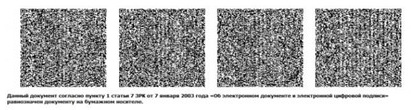 Данный документ согласно пункту 1 статьи 7 ЗРК от 7 января 2003 года «Об электронном документе и электронной цифровой подписи»
равнозначен документу на бумажном носителе.